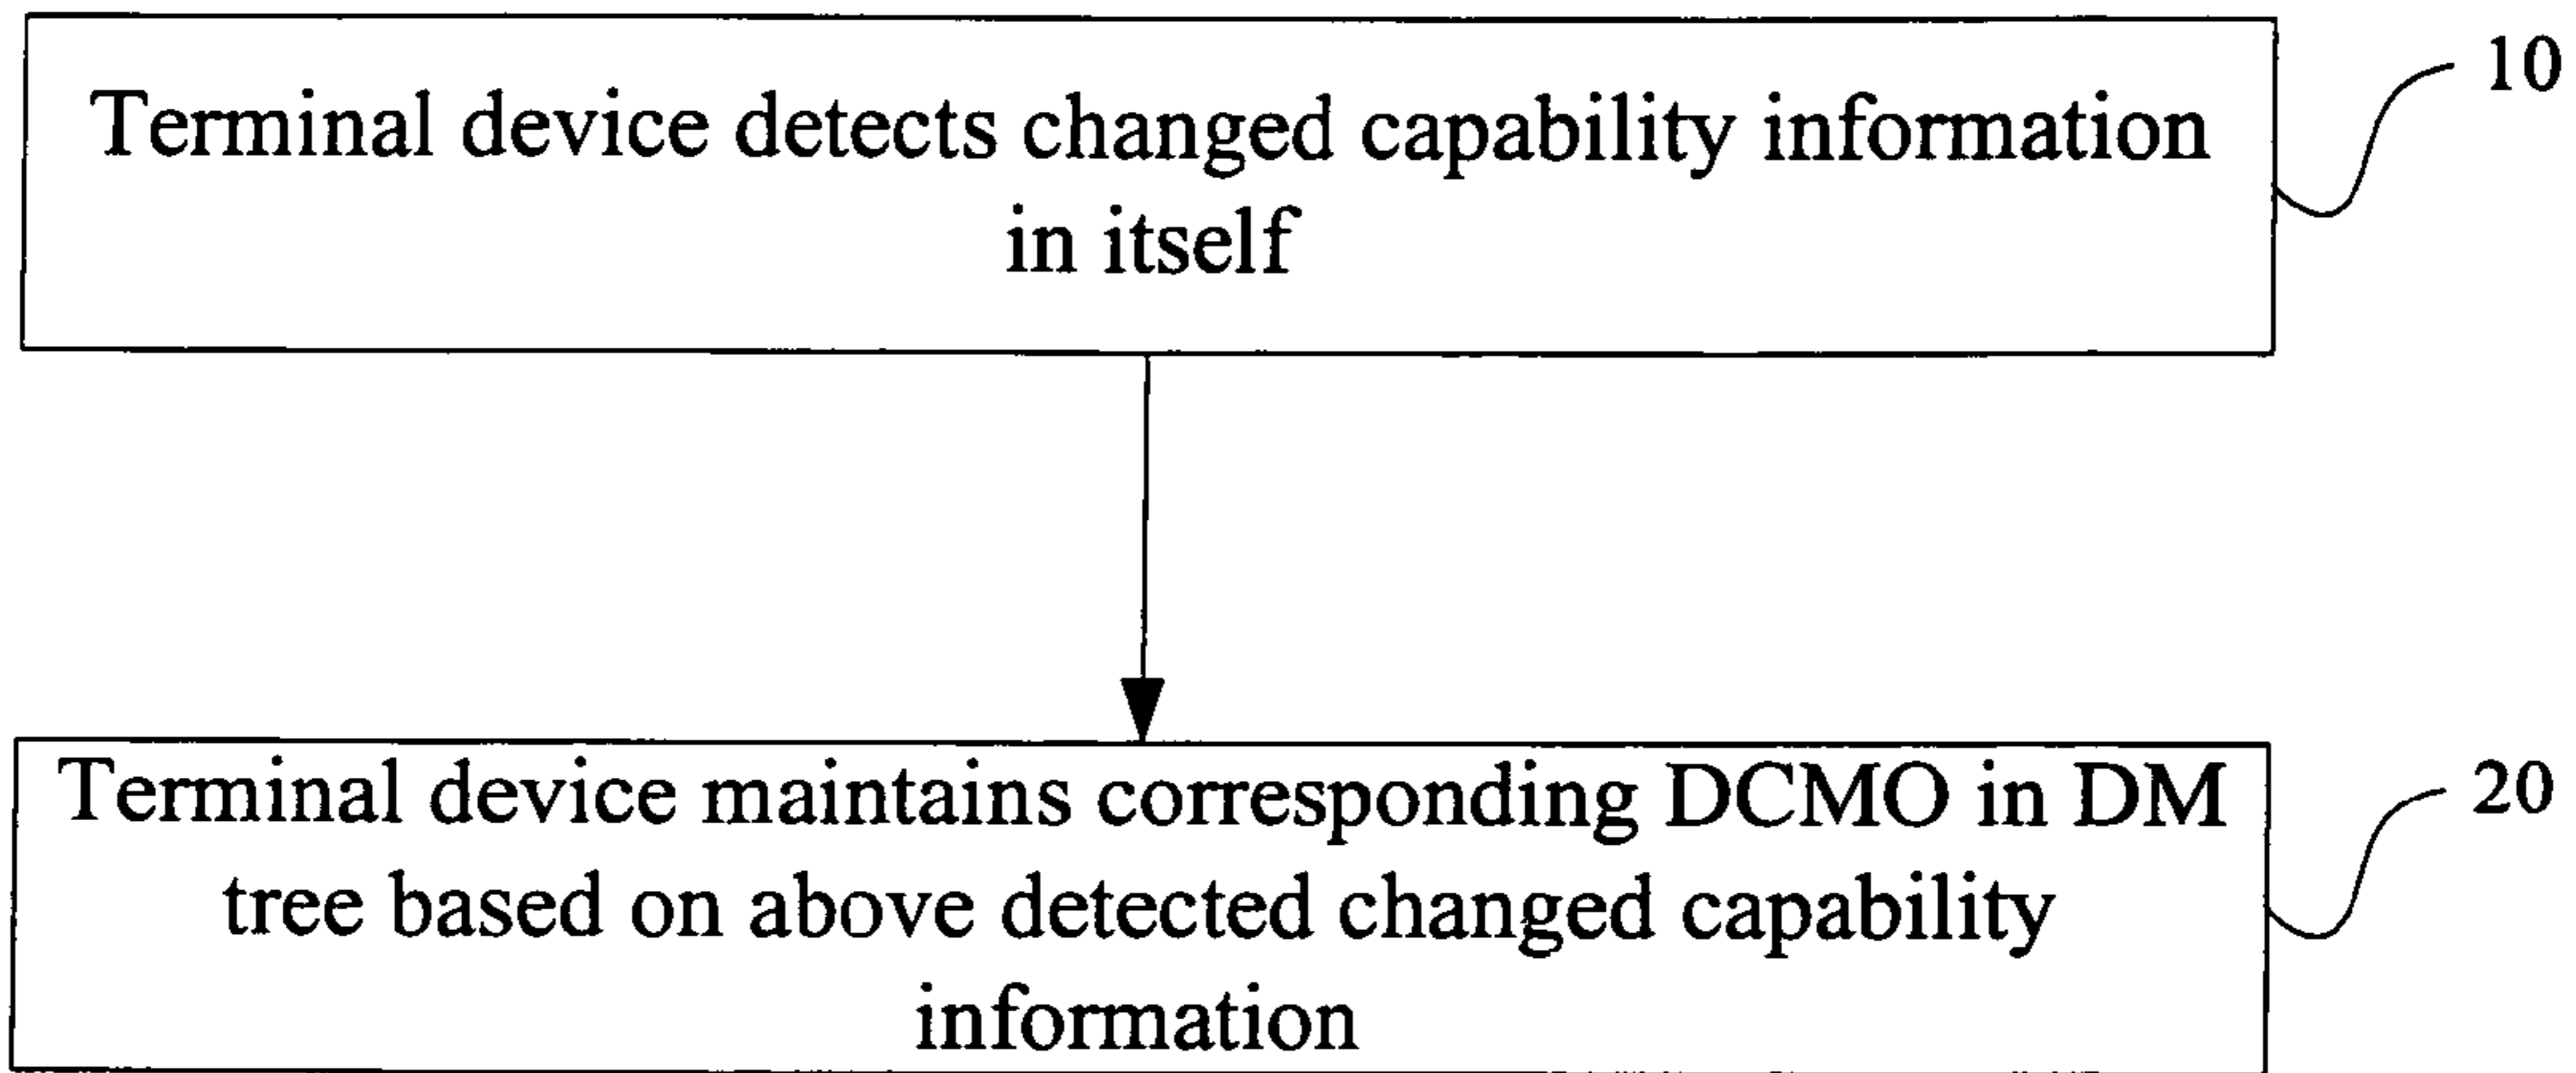 Terminal device detects changed capability information
in itself
10
Terminal device maintains corresponding DCMO in DM
tree based on above detected changed capability
information
20